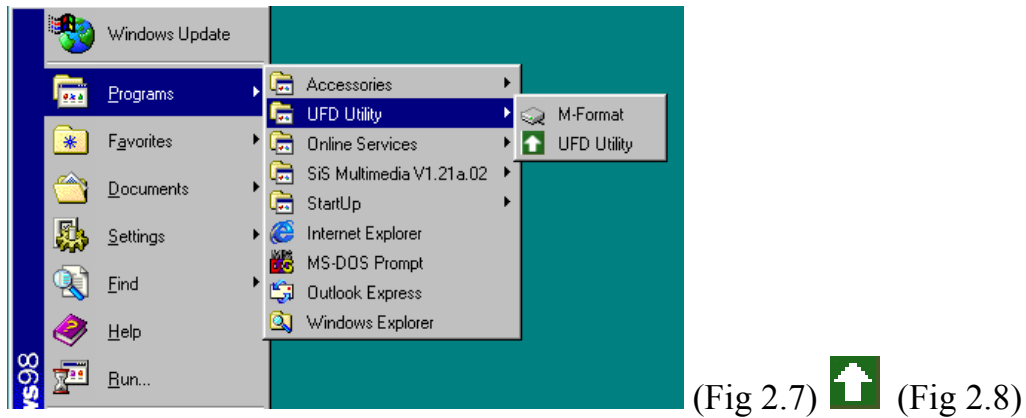 Windows Update
Programs
Favorites
Documents
Settings
Find
Help
Run...
ws98
Accessories
UFD Utility
Online Services
SiS Multimedia V1.21a.02
StartUp
Internet Explorer
MS-DOS Prompt
Outlook Express
Windows Explorer
M-Format
UFD Utility
(Fig 2.7) (Fig 2.8)